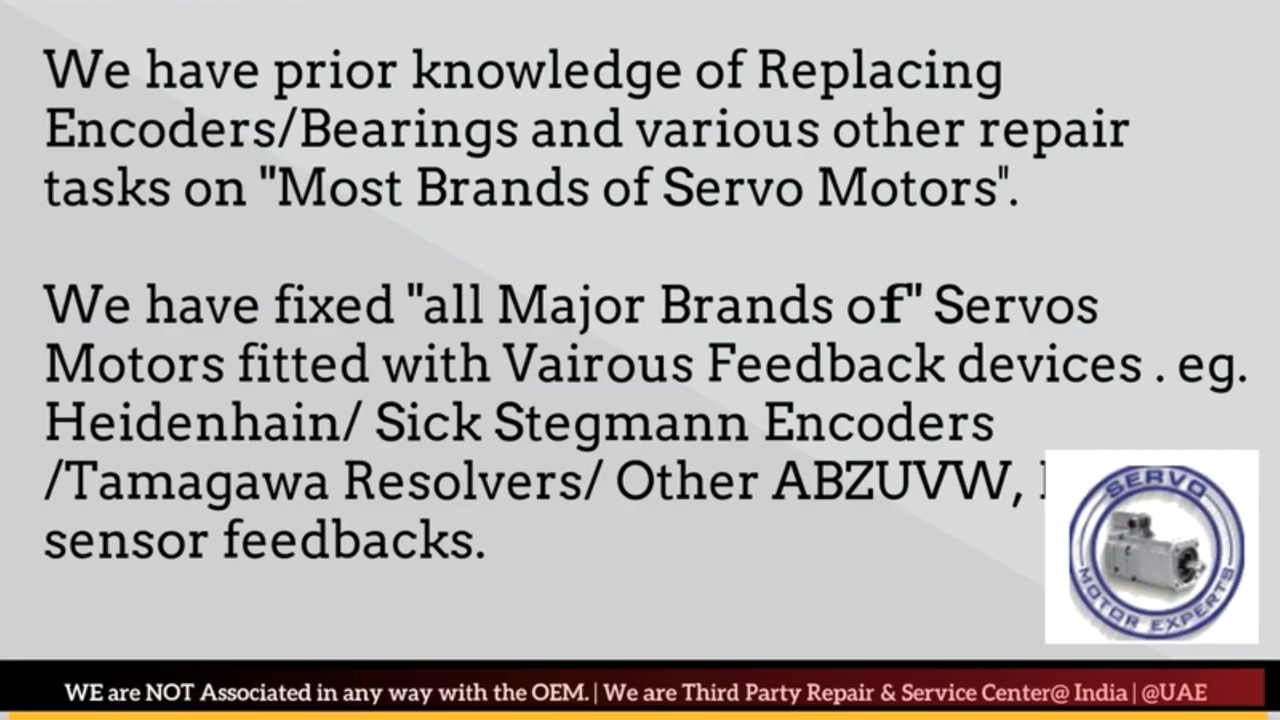 We have prior knowledge of Replacing
Encoders/Bearings and various other repair
tasks on "Most Brands of Servo Motors".
We have fixed "all Major Brands of" Servos
Motors fitted with Vairous Feedback devices . eg.
Heidenhain/ Sick Stegmann Encoders
/Tamagawa Resolvers/ Other ABZUVW,
sensor feedbacks.
SERVO
MOTOR EXPERTS
WE are NOT Associated in any way with the OEM. | We are Third Party Repair & Service Center@ India | @UAE